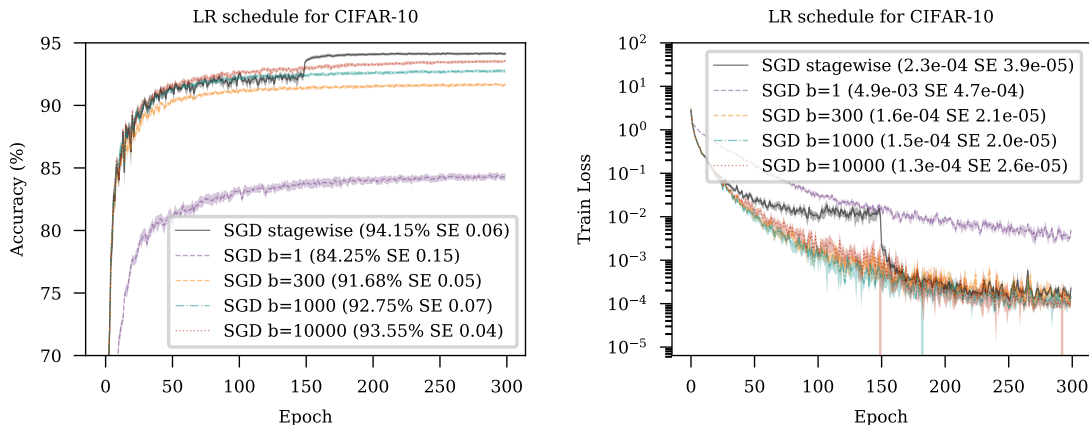 LR schedule for CIFAR-10
Accuracy (%)
95
90
85
80
75
70
SGD stagewise (94.15% SE 0.06)
SGD b=1 (84.25% SE 0.15)
SGD b=300 (91.68% SE 0.05)
SGD b=1000 (92.75% SE 0.07)
SGD b=10000 (93.55% SE 0.04)
0 50 100 150 200 250 300
Epoch
LR schedule for CIFAR-10
Train Loss
10^2
10^1
10^0
10^-1
10^-2
10^-3
10^-4
10^-5
SGD stagewise (2.3e-04 SE 3.9e-05)
SGD b=1 (4.9e-03 SE 4.7e-04)
SGD b=300 (1.6e-04 SE 2.1e-05)
SGD b=1000 (1.5e-04 SE 2.0e-05)
SGD b=10000 (1.3e-04 SE 2.6e-05)
0 50 100 150 200 250 300
Epoch